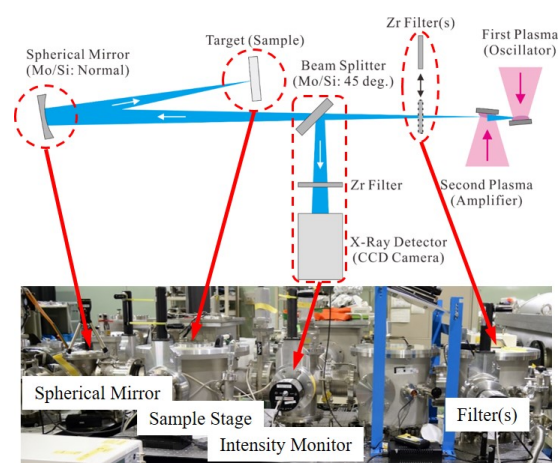 Zr Filter(s)
First Plasma
(Oscillator)
Target (Sample)
Spherical Mirror
(Mo/Si: Normal)
Beam Splitter
(Mo/Si: 45 deg.)
Zr Filter
Second Plasma
(Amplifier)
X-Ray Detector
(CCD Camera)
Spherical Mirror
Sample Stage
Intensity Monitor
Filter(s)